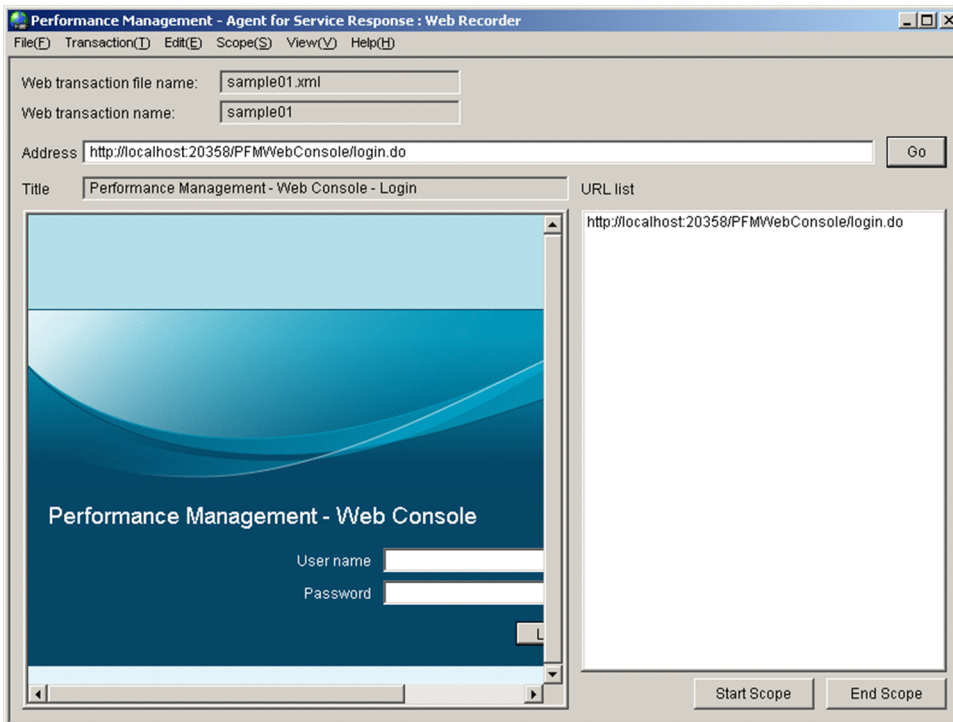 Performance Management - Agent for Service Response : Web Recorder
File(F) Transaction(T) Edit(E) Scope(S) View(V) Help(H)
Web transaction file name: sample01.xml
Web transaction name: sample01
Address http://localhost:20358/PFMWebConsole/login.do Go
Title Performance Management - Web Console - Login URL list
http://localhost:20358/PFMWebConsole/login.do
Performance Management - Web Console
User name
Password
L
Start Scope End Scope